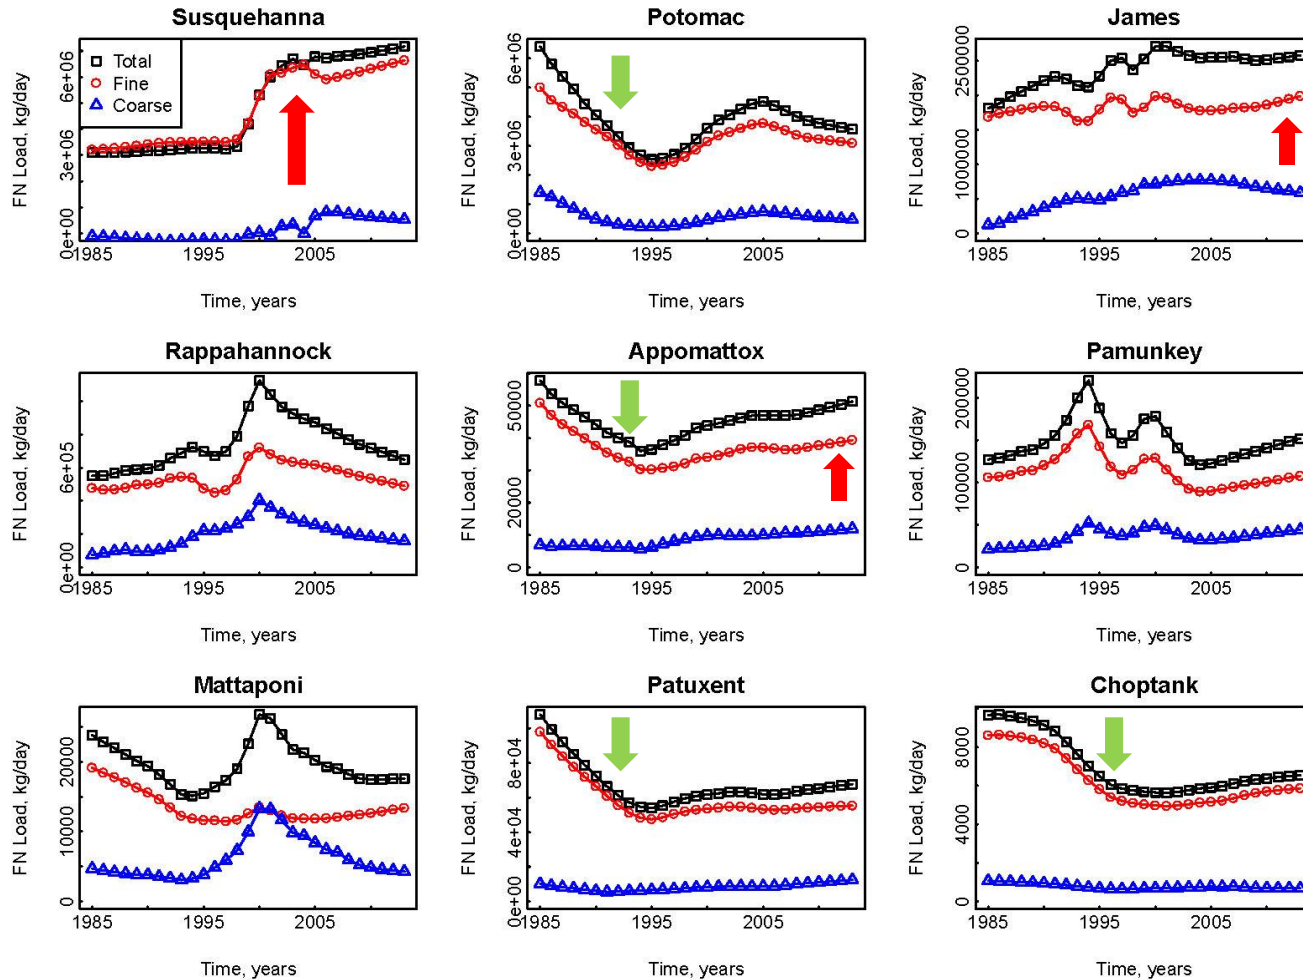 Susquehanna
FN Load, kg/day
6e+06
3e+06
0e+00
Total
Fine
Coarse
1985 1995 2005
Time, years
Potomac
FN Load, kg/day
6e+06
3e+06
0e+00
1985 1995 2005
Time, years
James
FN Load, kg/day
2500000
1000000
0
1985 1995 2005
Time, years
Rappahannock
FN Load, kg/day
6e+05
0e+00
1985 1995 2005
Time, years
Appomattox
FN Load, kg/day
50000
20000
0
1985 1995 2005
Time, years
Pamunkey
FN Load, kg/day
200000
100000
0
1985 1995 2005
Time, years
Mattaponi
FN Load, kg/day
20000
10000
0
1985 1995 2005
Time, years
Patuxent
FN Load, kg/day
8e+04
4e+04
0e+00
1985 1995 2005
Time, years
Choptank
FN Load, kg/day
8000
4000
0
1985 1995 2005
Time, years